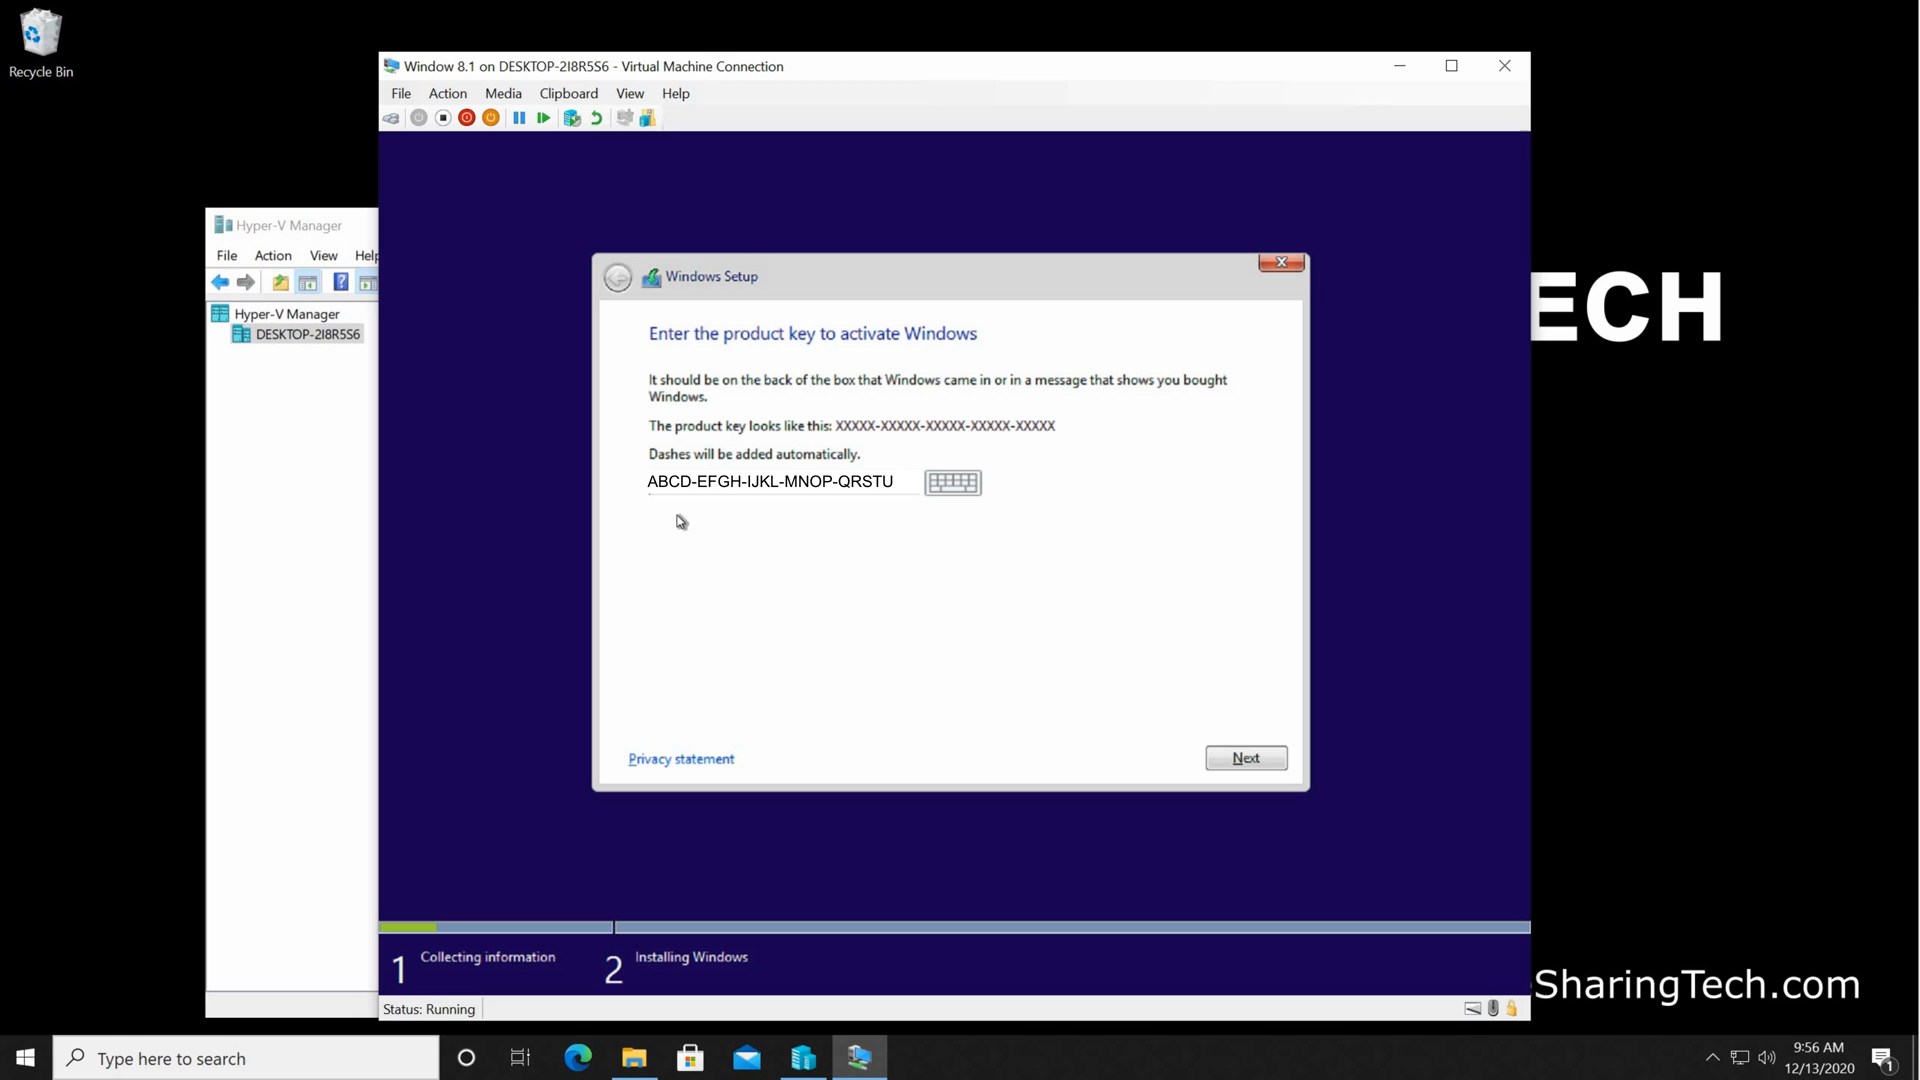 Recycle Bin
Window 8.1 on DESKTOP-2I8R5S6 - Virtual Machine Connection
File Action Media Clipboard View Help
Hyper-V Manager
File Action View Help
Hyper-V Manager
DESKTOP-2I8R5S6
ECH
Windows Setup
Enter the product key to activate Windows
It should be on the back of the box that Windows came in or in a message that shows you bought
Windows.
The product key looks like this: XXXXX-XXXXX-XXXXX-XXXXX-XXXXX
Dashes will be added automatically.
ABCD-EFGH-IJKL-MNOP-QRSTU
Privacy statement
Next
1 Collecting information
2 Installing Windows
SharingTech.com
Status: Running
Type here to search
9:56 AM
12/13/2020
1